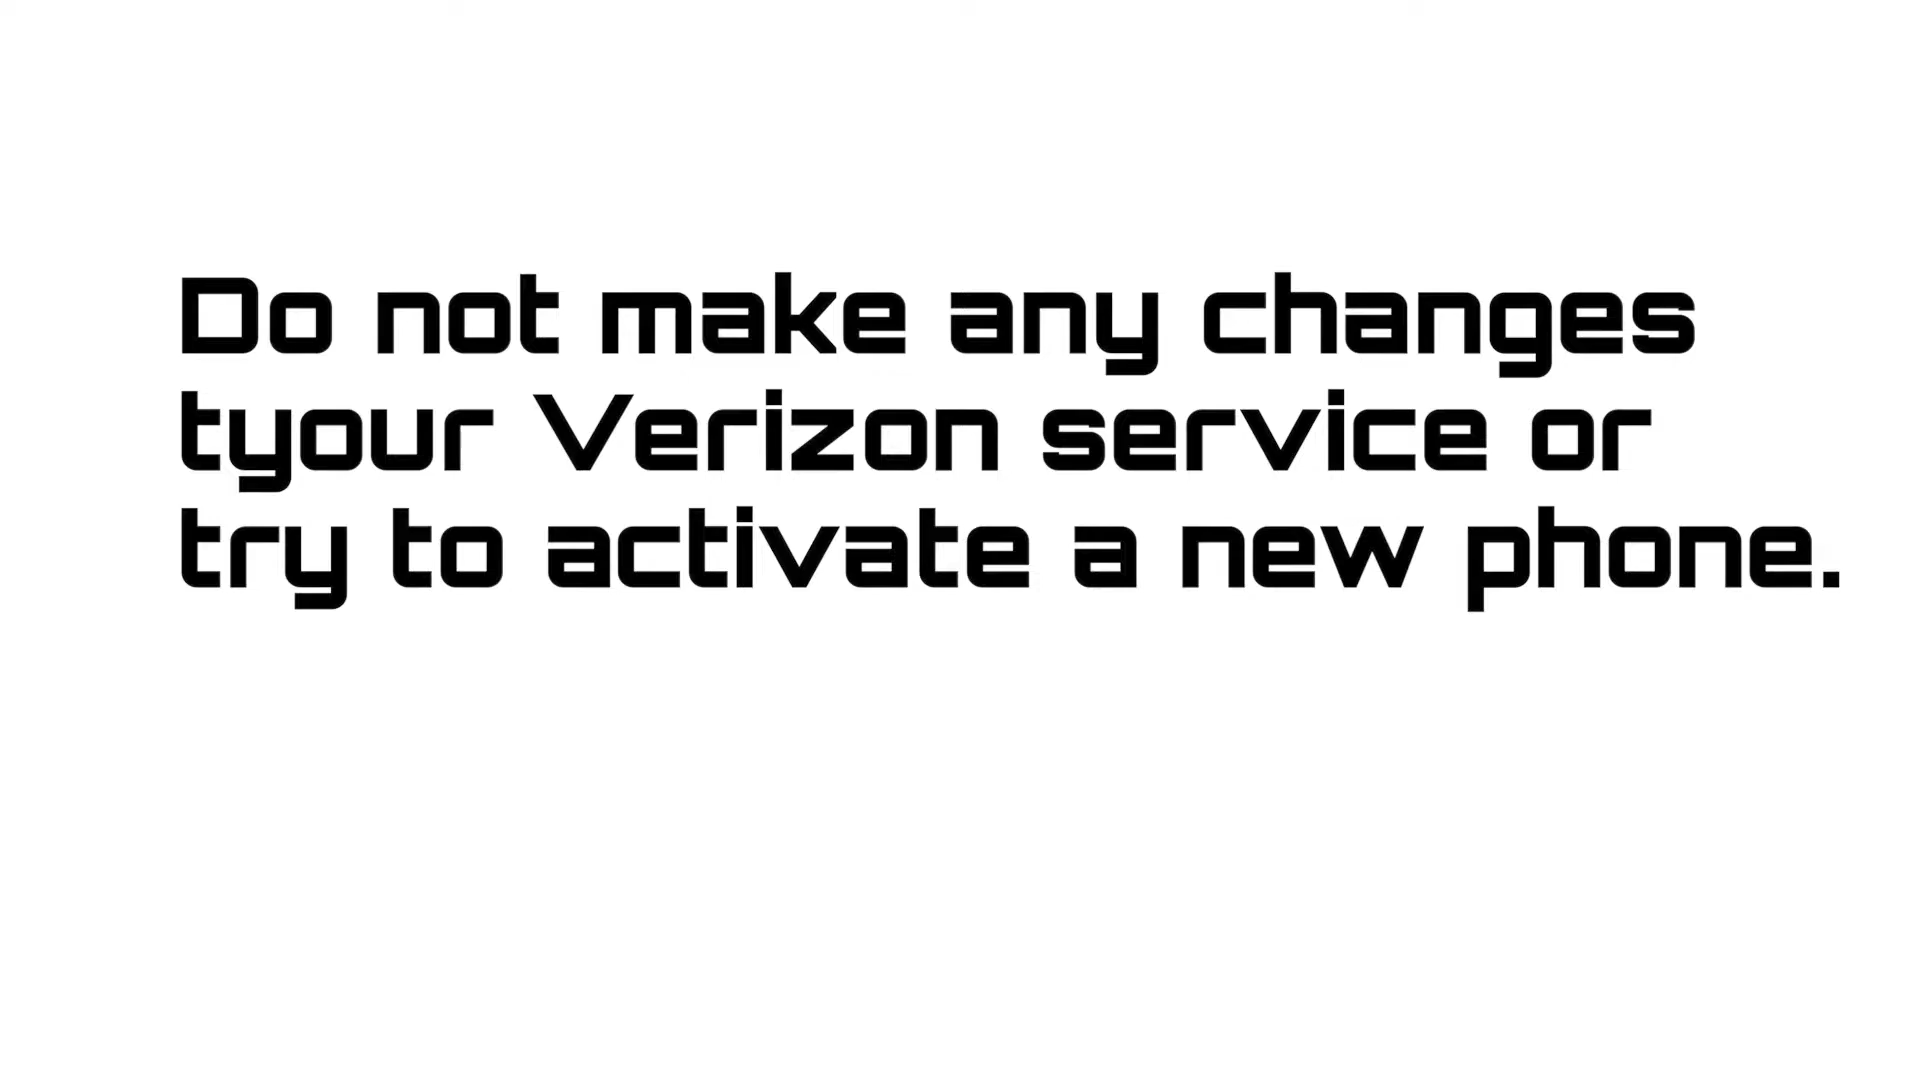 Do not make any changes
tyour Verizon service or
try to activate a new phone.